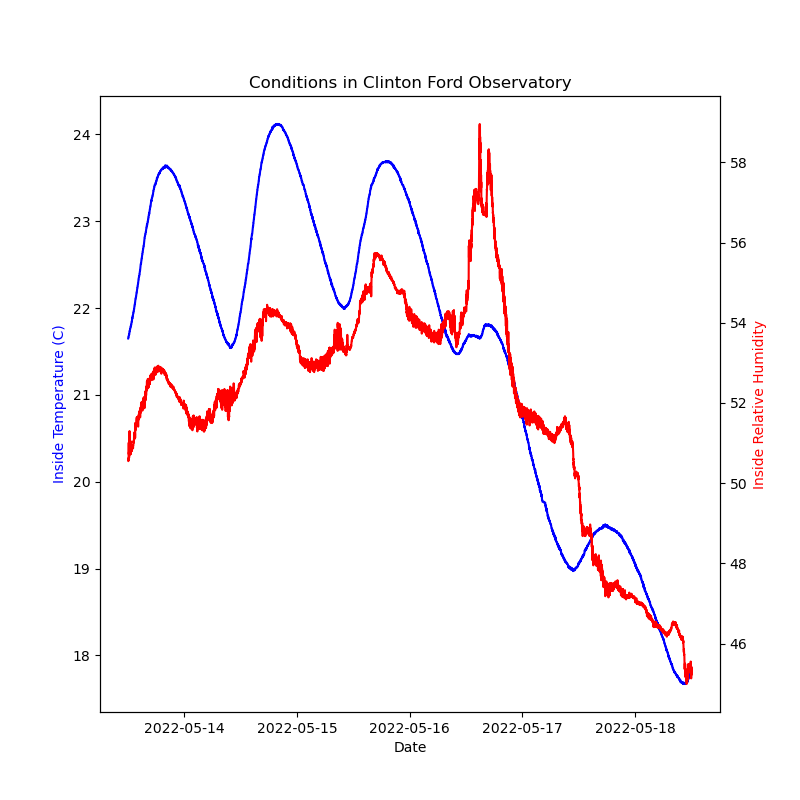 Conditions in Clinton Ford Observatory
Inside Temperature (C)
24
23
22
21
20
19
18
58
56
54
52
50
48
46
Inside Relative Humidity
2022-05-14 2022-05-15 2022-05-16 2022-05-17 2022-05-18
Date